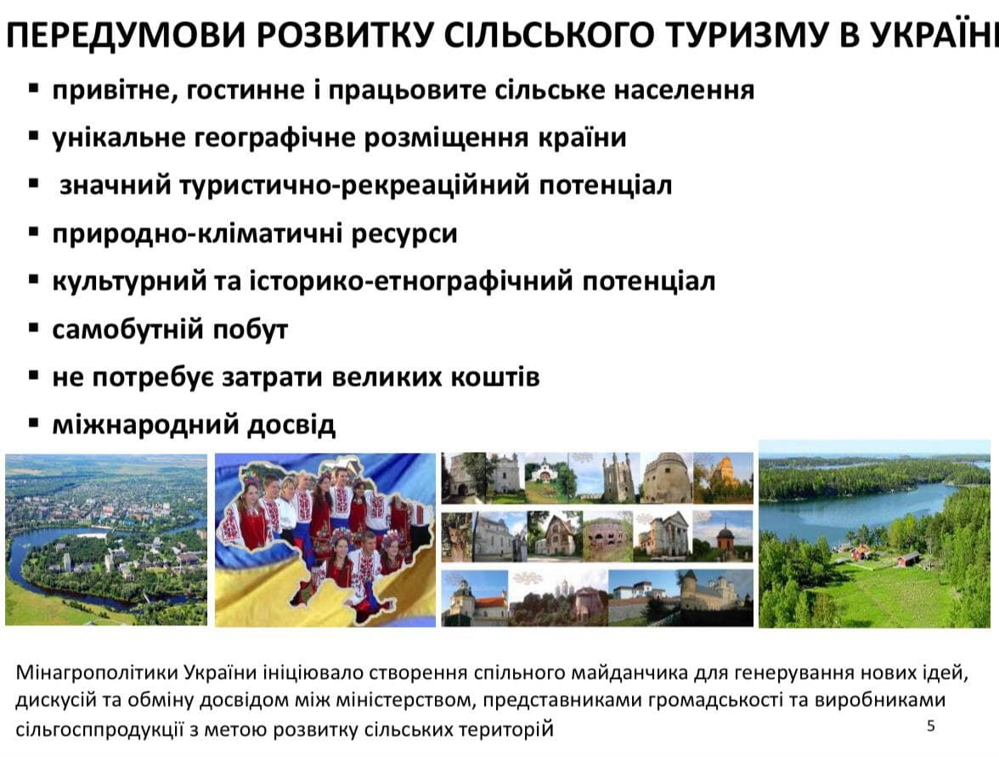 ПЕРЕДУМОВИ РОЗВИТКУ СІЛЬСЬКОГО ТУРИЗМУ В УКРАЇНІ
▪ привітне, гостинне і працьовите сільське населення
▪ унікальне географічне розміщення країни
▪ значний туристично-рекреаційний потенціал
▪ природно-кліматичні ресурси
▪ культурний та історико-етнографічний потенціал
▪ самобутній побут
▪ не потребує затрати великих коштів
▪ міжнародний досвід
Мінагрополітики України ініціювало створення спільного майданчика для генерування нових ідей,
дискусій та обміну досвідом між міністерством, представниками громадськості та виробниками
сільгосппродукції з метою розвитку сільських територій
5